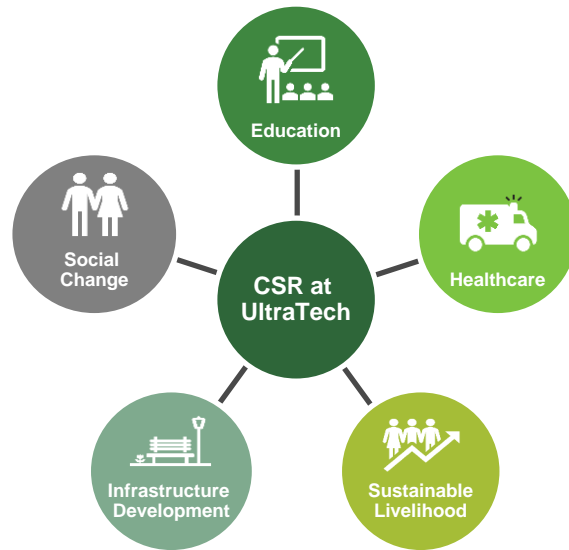 Education
Social
Change
CSR at
UltraTech
Healthcare
Infrastructure
Development
Sustainable
Livelihood